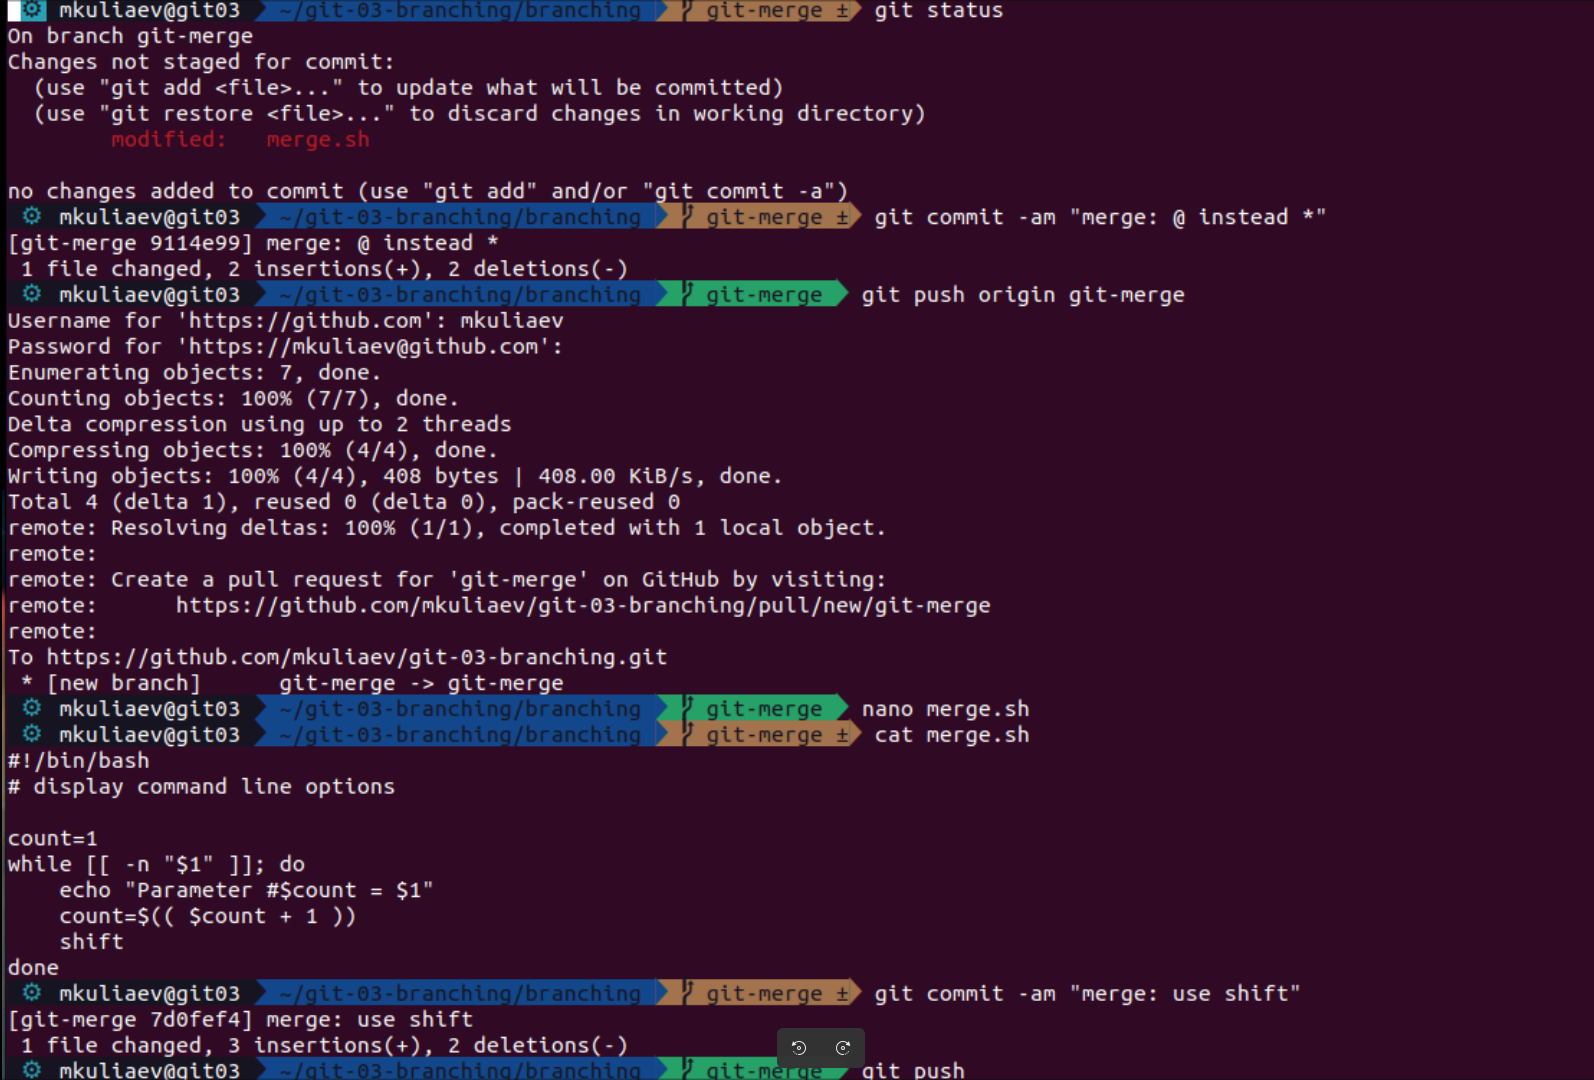 mkuliaev@git03 ~/git-03-branching/branching git-merge ± git status
On branch git-merge
Changes not staged for commit:
  (use "git add <file>..." to update what will be committed)
  (use "git restore <file>..." to discard changes in working directory)
        modified:   merge.sh

no changes added to commit (use "git add" and/or "git commit -a")
mkuliaev@git03 ~/git-03-branching/branching git-merge ± git commit -am "merge: @ instead *"
[git-merge 9114e99] merge: @ instead *
 1 file changed, 2 insertions(+), 2 deletions(-)
mkuliaev@git03 ~/git-03-branching/branching git-merge git push origin git-merge
Username for 'https://github.com': mkuliaev
Password for 'https://mkuliaev@github.com':
Enumerating objects: 7, done.
Counting objects: 100% (7/7), done.
Delta compression using up to 2 threads
Compressing objects: 100% (4/4), done.
Writing objects: 100% (4/4), 408 bytes | 408.00 KiB/s, done.
Total 4 (delta 1), reused 0 (delta 0), pack-reused 0
remote: Resolving deltas: 100% (1/1), completed with 1 local object.
remote:
remote: Create a pull request for 'git-merge' on GitHub by visiting:
remote:      https://github.com/mkuliaev/git-03-branching/pull/new/git-merge
remote:
To https://github.com/mkuliaev/git-03-branching.git
 * [new branch]      git-merge -> git-merge
mkuliaev@git03 ~/git-03-branching/branching git-merge nano merge.sh
mkuliaev@git03 ~/git-03-branching/branching git-merge ± cat merge.sh
#!/bin/bash
# display command line options

count=1
while [[ -n "$1" ]]; do
    echo "Parameter #$count = $1"
    count=$(( $count + 1 ))
    shift
done
mkuliaev@git03 ~/git-03-branching/branching git-merge ± git commit -am "merge: use shift"
[git-merge 7d0fef4] merge: use shift
 1 file changed, 3 insertions(+), 2 deletions(-)
mkuliaev@git03 ~/git-03-branching/branching git-merge git push